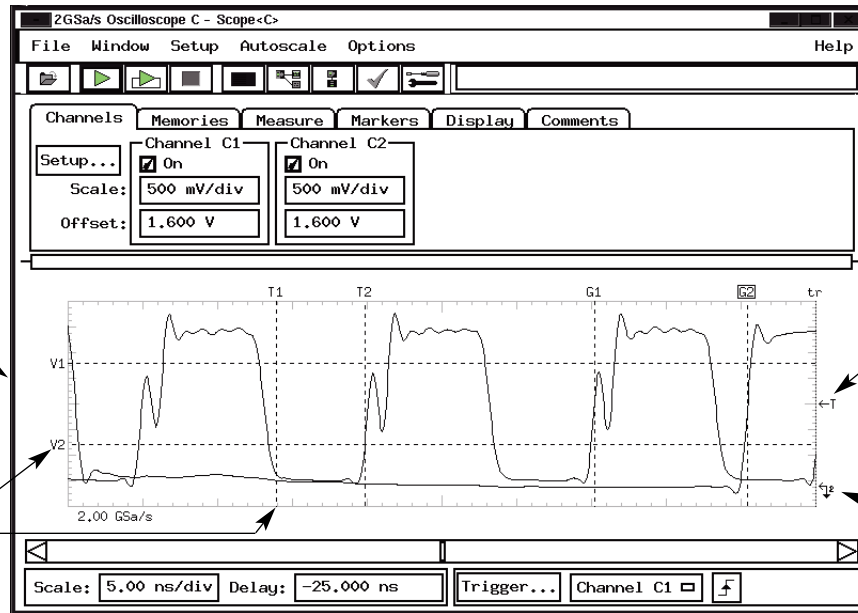 2GSa/s Oscilloscope C - Scope<C>
File Window Setup Autoscale Options Help
Channels Memories Measure Markers Display Comments
Channel C1 Channel C2
Setup... On On
Scale: 500 mV/div 500 mV/div
Offset: 1.600 V 1.600 V
T1 T2 G1 G2 tr
V1
←T
V2
2
2.00 GSa/s
Scale: 5.00 ns/div Delay: -25.000 ns Trigger... Channel C1